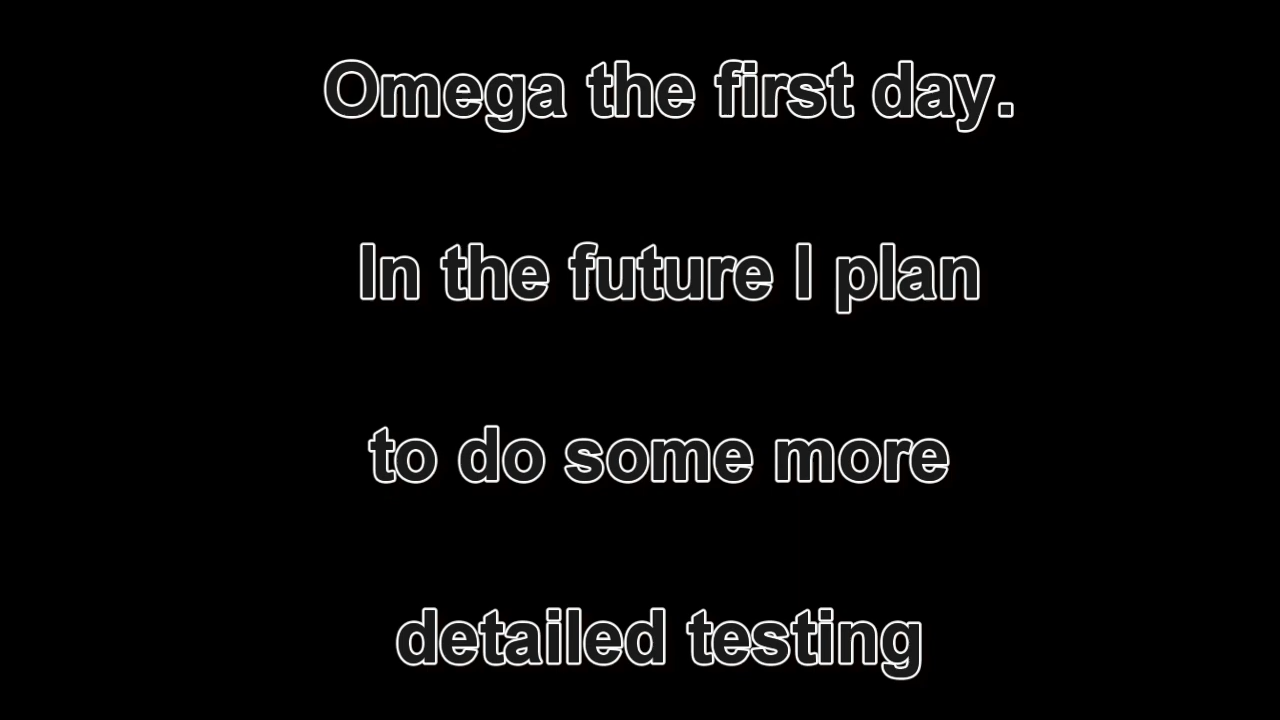 Omega the first day.
In the future I plan
to do some more
detailed testing